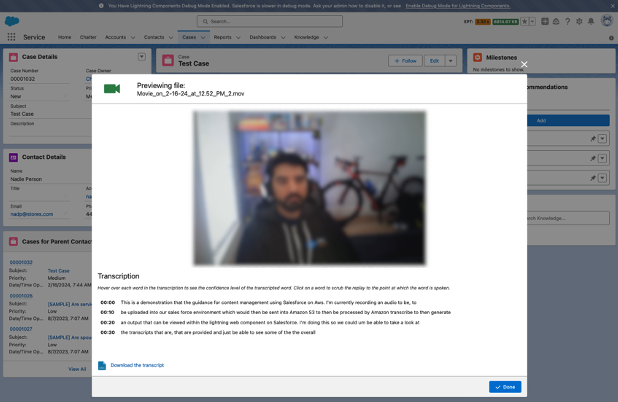 You Have Lightning Components Debug Mode Enabled: Salesforce is slower in debug mode. Ask your admin how to disable it, or see Enable Debug Mode for Lightning Components.
Search...
Service
Home
Charter
Accounts
Contacts
Cases
Reports
Dashboards
Knowledge
Case Details
Case Number
Case Owner
00001032
Status
New
Subject
Test Case
Description
Case
Test Case
+ Follow
Edit
Milestones
No milestones to show.
Contact Details
Name
Nadie Person
Title
Email
Cases for Parent Contac
00001032
Subject: Test Case
Priority: Medium
Date/Time Op... 2/16/2024, 7:44 AM
00001026
Subject: [SAMPLE] Are servi
Priority:
Date/Time Op... 8/7/2023, 7:07 AM
00001027
Subject: [SAMPLE] Are spa
Priority:
Date/Time Op... 8/7/2023, 7:07 AM
View All
ommendations
Add
earch Knowledge...
Previewing file:
Movie_on_2-16-24_at_12.52_PM_2.mov
Transcription
Hover over each word in the transcription to see the confidence level of the transcripted word. Click on a word to scrub the replay to the point at which the word is spoken.
00:00 This is a demonstration that the guidance for content management using Salesforce on Aws. I'm currently recording an audio to be, to
00:10 be uploaded into our sales force environment which would then be sent into Amazon S3 to then be processed by Amazon transcribe to then generate
00:20 an output that can be viewed within the lightning web component on Salesforce. I'm doing this so we could um be able to take a look at
00:30 the transcripts that are, that are provided and just be able to see some of the the overall
Download the transcript
Done